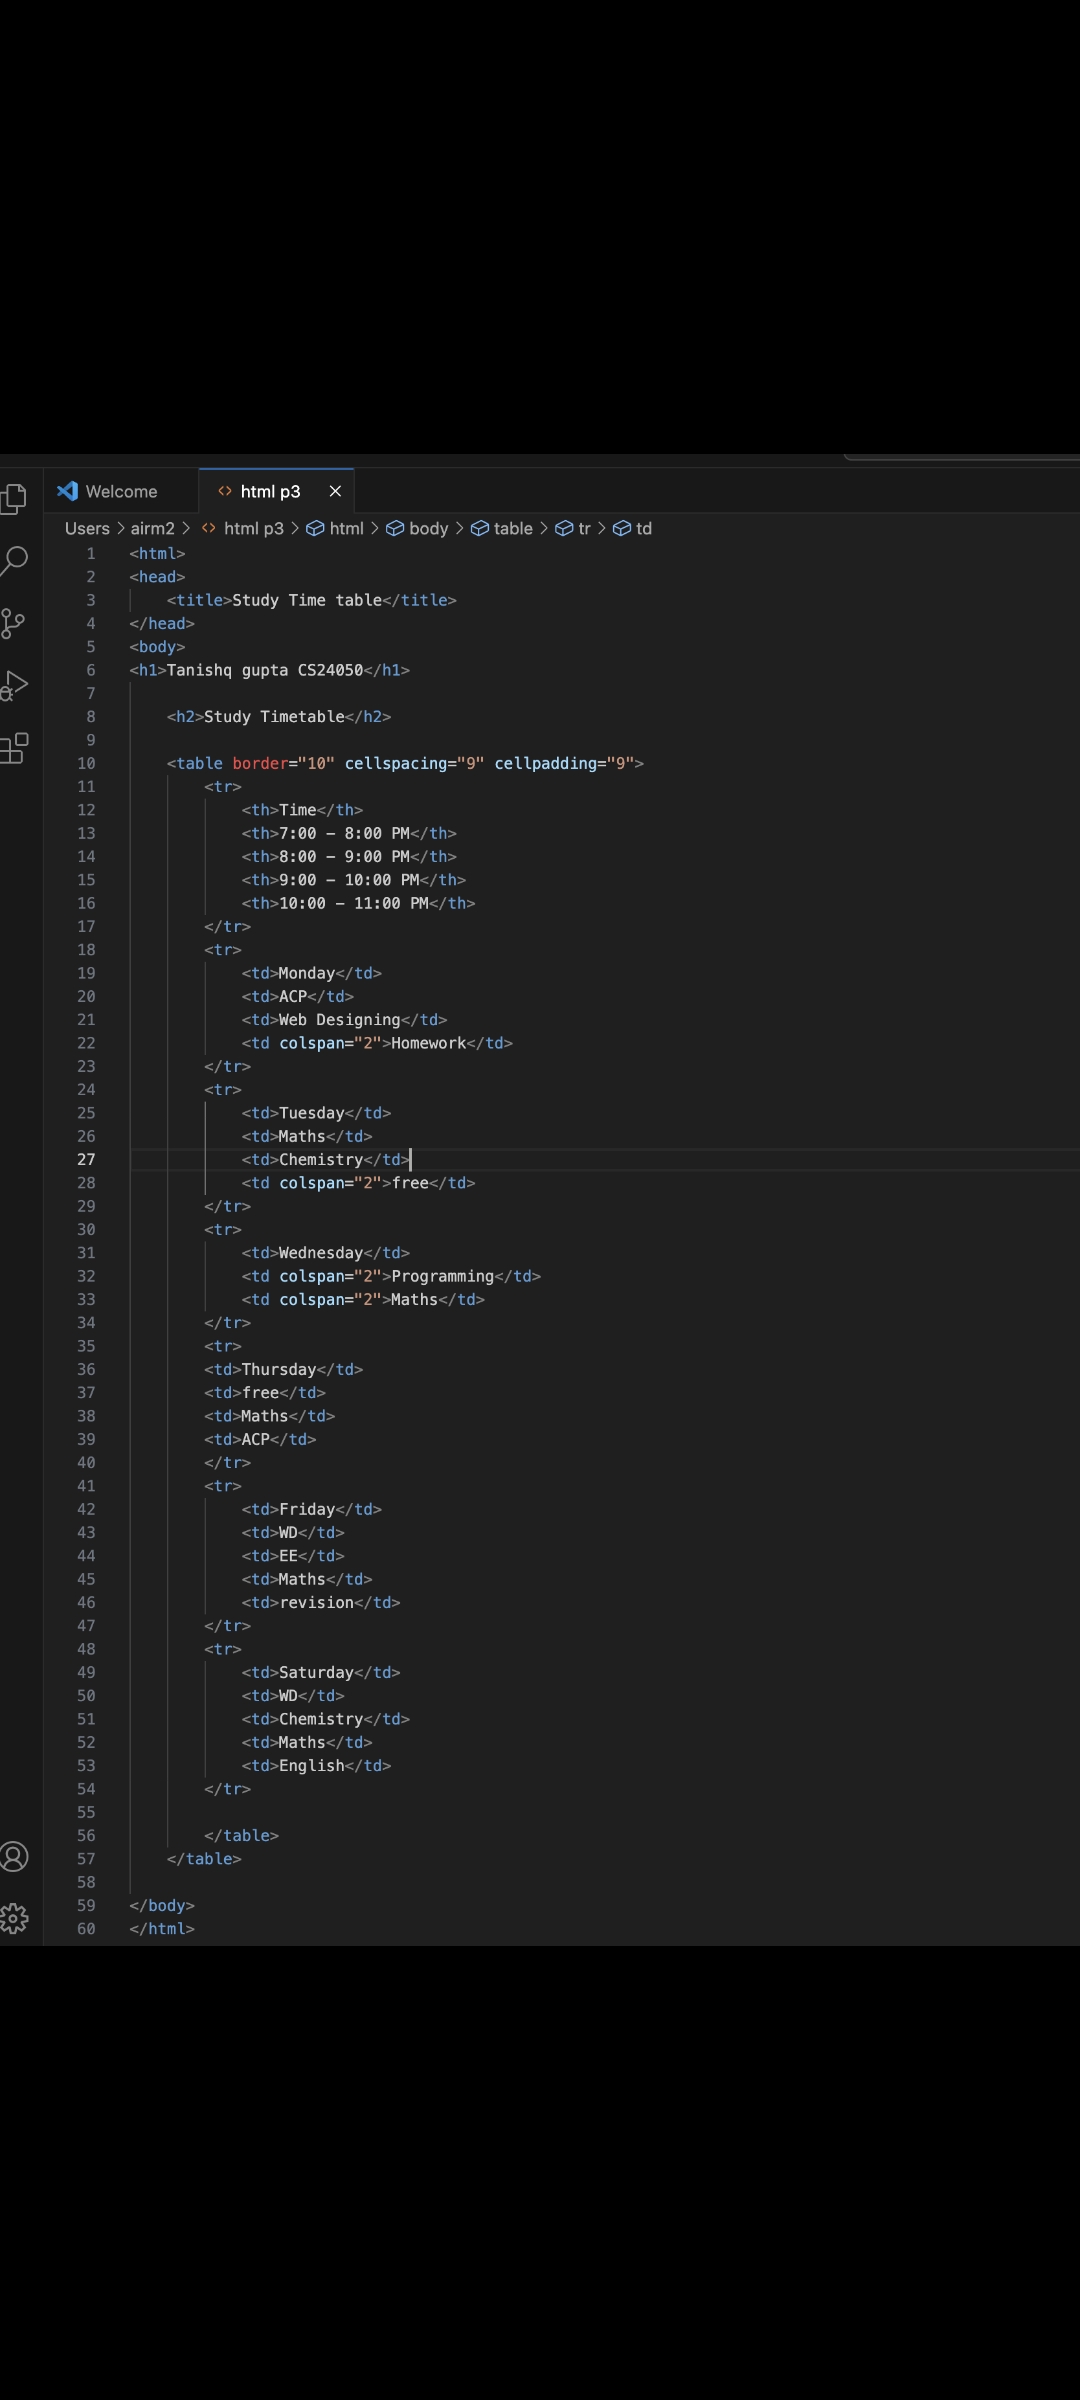 Welcome
<> html p3 ×
Users > airm2 > <> html p3 > html > body > table > tr > td
1 <html>
2 <head>
3 <title>Study Time table</title>
4 </head>
5 <body>
6 <h1>Tanishq gupta CS24050</h1>
7
8 <h2>Study Timetable</h2>
9
10 <table border="10" cellspacing="9" cellpadding="9">
11 <tr>
12 <th>Time</th>
13 <th>7:00 – 8:00 PM</th>
14 <th>8:00 – 9:00 PM</th>
15 <th>9:00 – 10:00 PM</th>
16 <th>10:00 – 11:00 PM</th>
17 </tr>
18 <tr>
19 <td>Monday</td>
20 <td>ACP</td>
21 <td>Web Designing</td>
22 <td colspan="2">Homework</td>
23 </tr>
24 <tr>
25 <td>Tuesday</td>
26 <td>Maths</td>
27 <td>Chemistry</td>
28 <td colspan="2">free</td>
29 </tr>
30 <tr>
31 <td>Wednesday</td>
32 <td colspan="2">Programming</td>
33 <td colspan="2">Maths</td>
34 </tr>
35 <tr>
36 <td>Thursday</td>
37 <td>free</td>
38 <td>Maths</td>
39 <td>ACP</td>
40 </tr>
41 <tr>
42 <td>Friday</td>
43 <td>WD</td>
44 <td>EE</td>
45 <td>Maths</td>
46 <td>revision</td>
47 </tr>
48 <tr>
49 <td>Saturday</td>
50 <td>WD</td>
51 <td>Chemistry</td>
52 <td>Maths</td>
53 <td>English</td>
54 </tr>
55
56 </table>
57 </table>
58
59 </body>
60 </html>